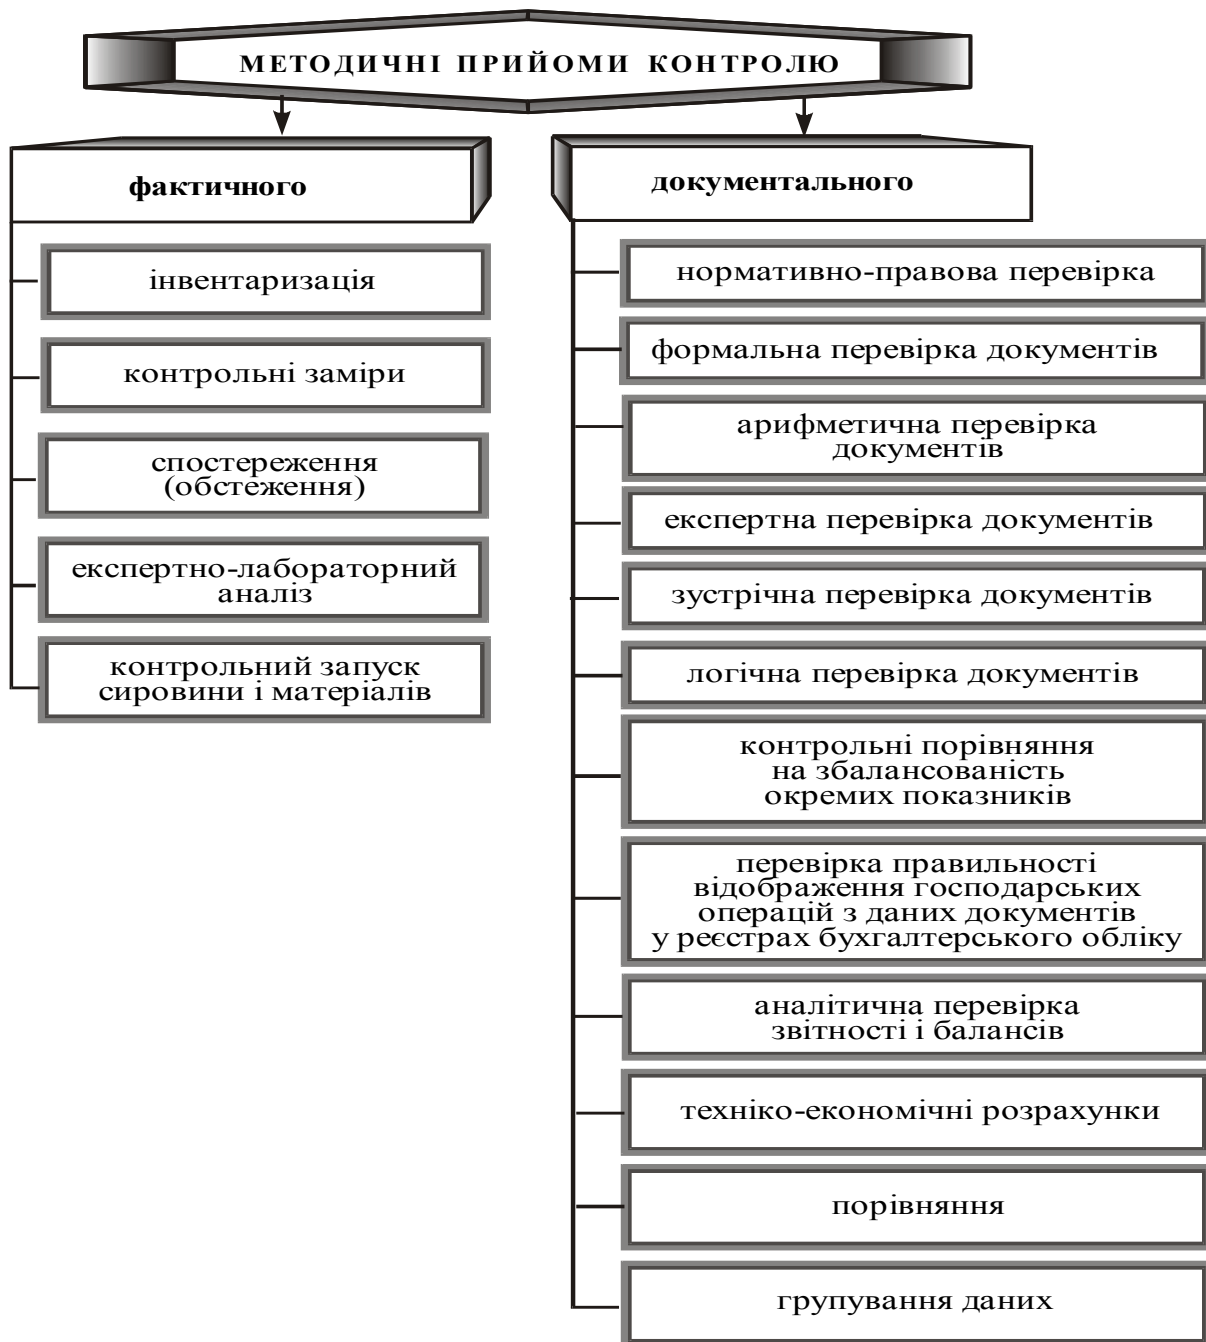 МЕТОДИЧНІ ПРИЙОМИ КОНТРОЛЮ
фактичного
інвентаризація
контрольні заміри
спостереження
(обстеження)
експертно-лабораторний
аналіз
контрольний запуск
сировини і матеріалів
документального
нормативно-правова перевірка
формальна перевірка документів
арифметична перевірка
документів
експертна перевірка документів
зустрічна перевірка документів
логічна перевірка документів
контрольні порівняння
на збалансованість
окремих показників
перевірка правильності
відображення господарських
операцій з даних документів
у реєстрах бухгалтерського обліку
аналітична перевірка
звітності і балансів
техніко-економічні розрахунки
порівняння
групування даних